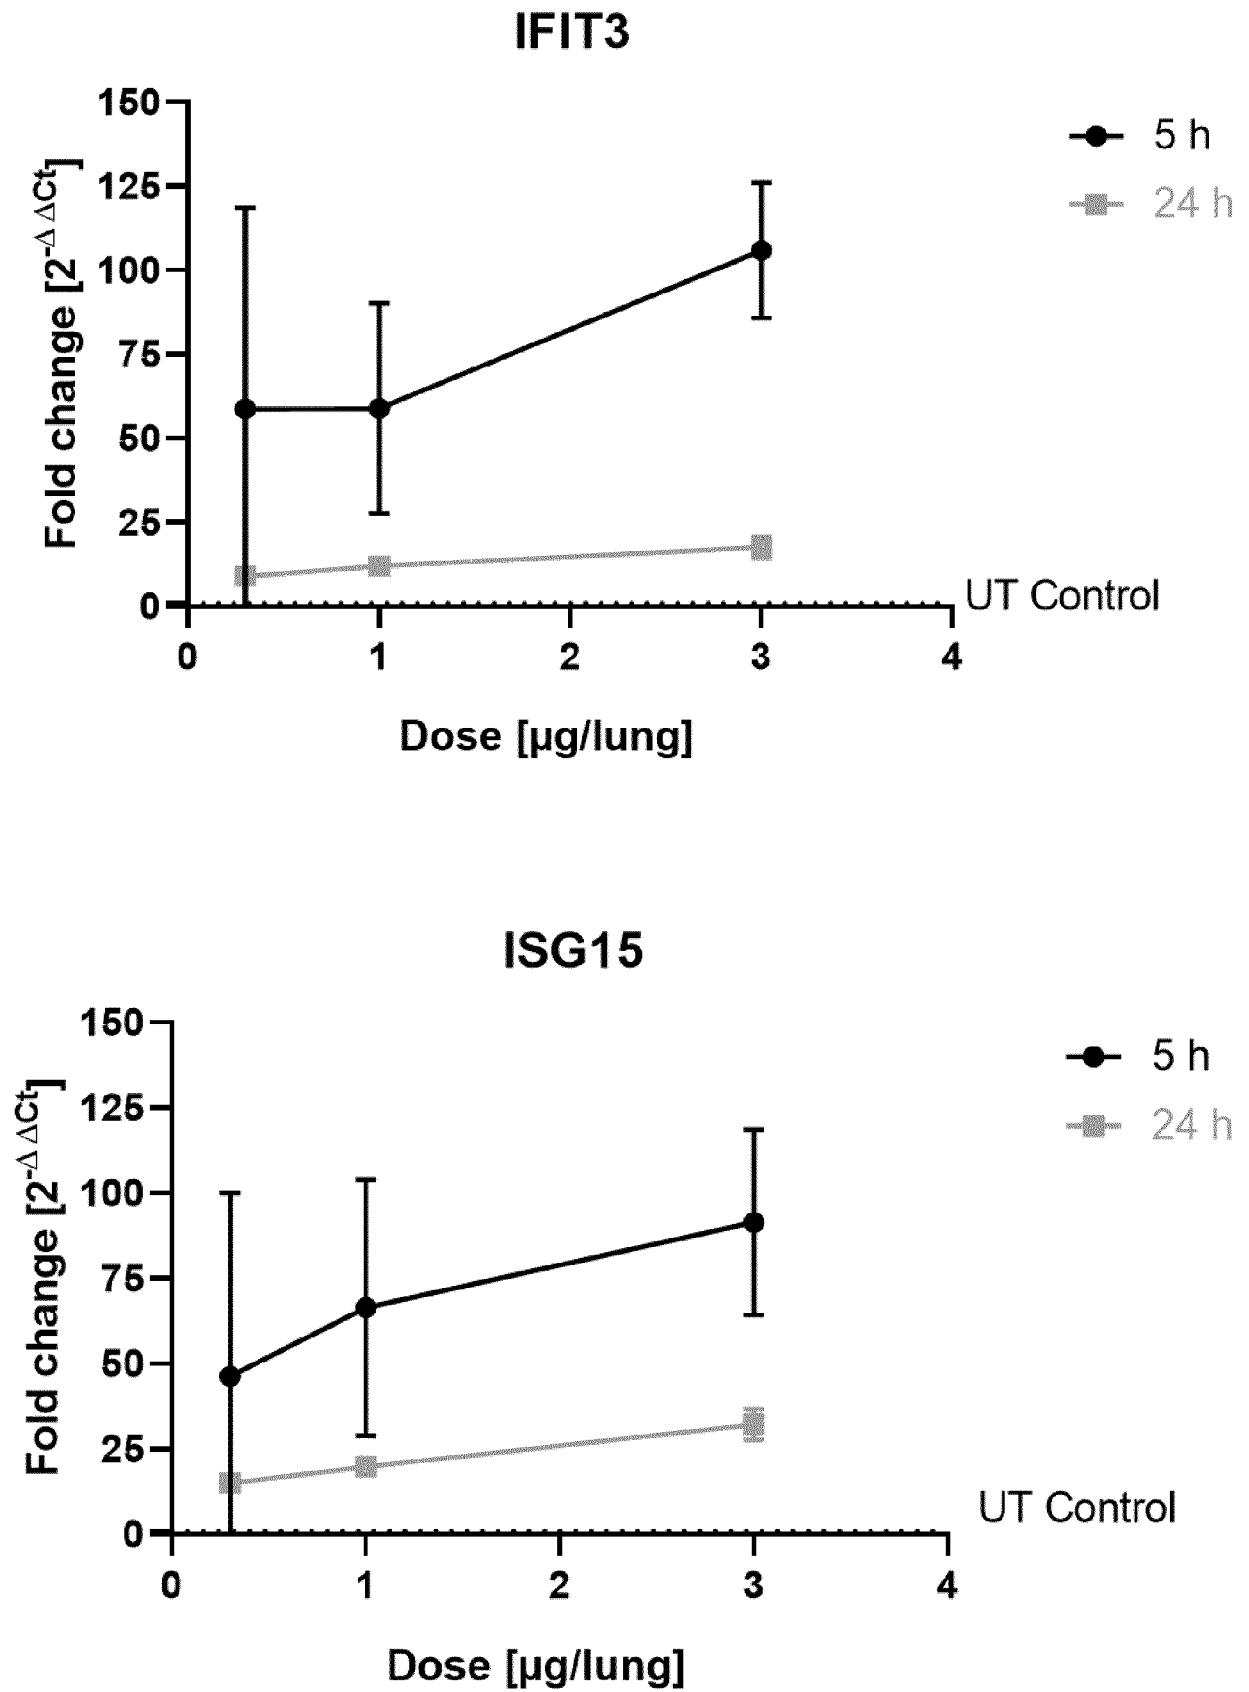 IFIT3
150
125
100
75
50
25
0
Fold change [2-Δ ΔCt]
5 h
24 h
UT Control
0 1 2 3 4
Dose [µg/lung]
ISG15
150
125
100
75
50
25
0
Fold change [2-Δ ΔCt]
5 h
24 h
UT Control
0 1 2 3 4
Dose [µg/lung]